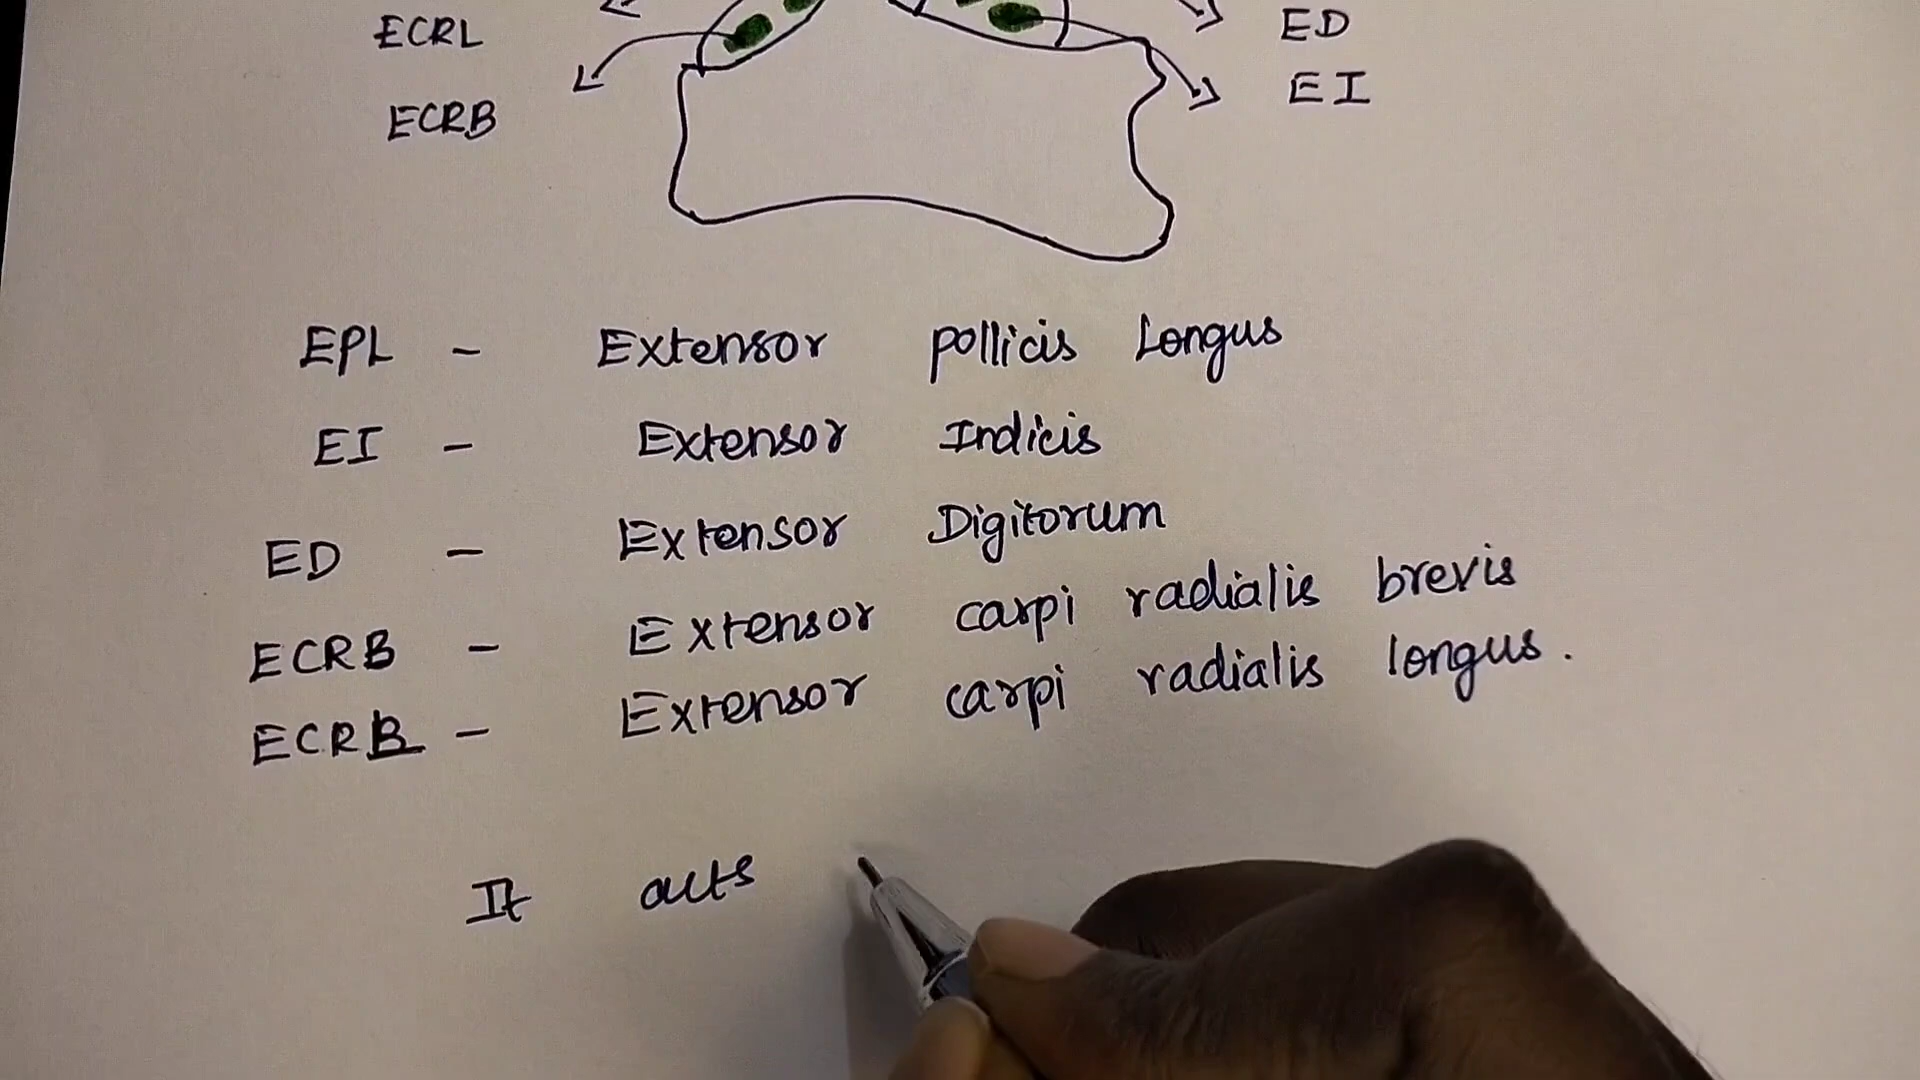 ECRL
ECRB
ED
EI
EPL - Extensor pollicis Longus
EI - Extensor Indicis
ED - Extensor Digitorum
ECRB - Extensor carpi radialis brevis
ECRB - Extensor carpi radialis longus.
It acts